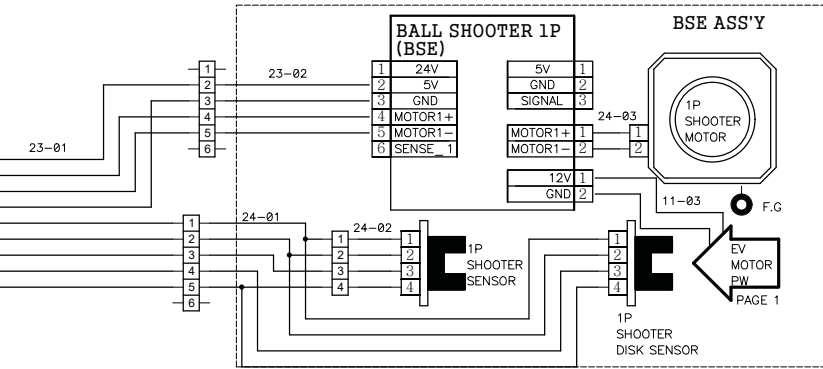 BSE ASS'Y
BALL SHOOTER 1P
(BSE)
1 24V
2 5V
3 GND
4 MOTOR1+
5 MOTOR1-
6 SENSE_1
5V 1
GND 2
SIGNAL 3
MOTOR1+ 1
MOTOR1- 2
12V 1
GND 2
23-02
1
2
3
4
5
6
23-01
24-03
1
2
1P
SHOOTER
MOTOR
F.G
11-03
EV
MOTOR
PW
PAGE 1
24-01
1
2
3
4
5
6
24-02
1
2
3
4
1
2
3
4
1P
SHOOTER
SENSOR
1
2
3
4
1P
SHOOTER
DISK SENSOR